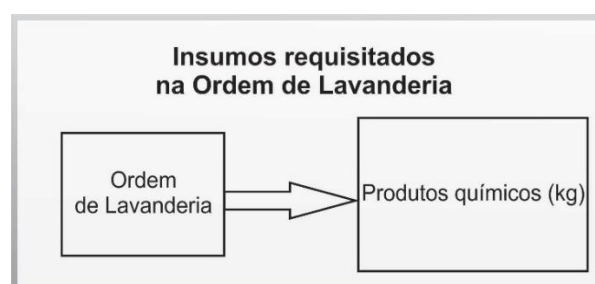 Insumos requisitados
na Ordem de Lavanderia
Ordem
de Lavanderia
Produtos químicos (kg)